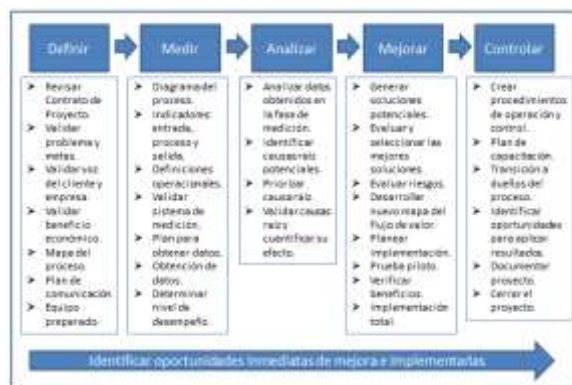 Definir
Revisar
Contrato de
Proyecto.
Validar
problema y
metas.
Validar voz
del cliente y
empresa.
Validar
beneficio
económico.
Mapa del
proceso.
Plan de
comunicación
Equipo
preparado
Medir
Diagrama del
proceso.
Indicadores:
entrada,
proceso y
salida.
Definiciones
operacionales.
Validar
sistema de
medición.
Plan para
obtener datos.
Obtención de
datos.
Determinar
nivel de
desempeño.
Analizar
Analizar datos
obtenidos en
la fase de
medición.
Identificar
causas raíz
potenciales.
Priorizar
causa raíz.
Validar causas
raíz y
cuantificar su
efecto.
Mejorar
Generar
soluciones
potenciales.
Evaluar y
seleccionar las
mejores
soluciones.
Evaluar riesgos.
Desarrollar
nuevo mapa del
flujo de valor.
Planear
implementación.
Prueba piloto.
Verificar
beneficios.
Implementación
total
Controlar
Crear
procedimientos
de operación y
control.
Plan de
capacitación.
Transición a
dueños del
proceso.
Identificar
oportunidades
para aplicar
resultados.
Documentar
proyecto.
Cerrar el
proyecto.
Identificar oportunidades inmediatas de mejora e implementarlas